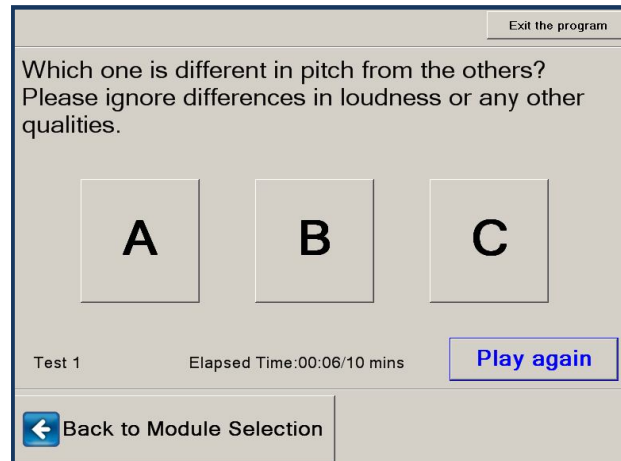 Exit the program
Which one is different in pitch from the others?
Please ignore differences in loudness or any other
qualities.
A B C
Test 1 Elapsed Time:00:06/10 mins Play again
Back to Module Selection